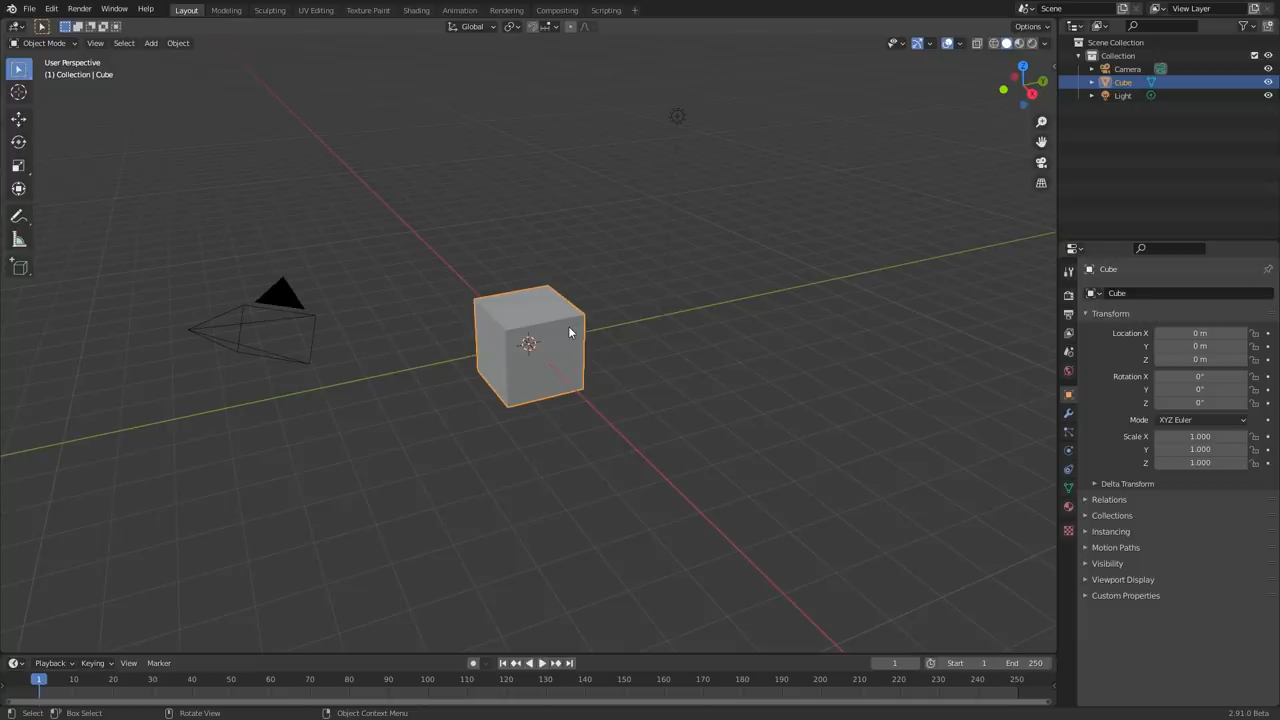 File Edit Render Window Help Layout Modeling Sculpting UV Editing Texture Paint Shading Animation Rendering Compositing Scripting + Scene View Layer
Global Options
Object Mode View Select Add Object
User Perspective
(1) Collection | Cube
Z
Y
X
Scene Collection
Collection
Camera
Cube
Light
Cube
Cube
Transform
Location X 0 m
Y 0 m
Z 0 m
Rotation X 0°
Y 0°
Z 0°
Mode XYZ Euler
Scale X 1.000
Y 1.000
Z 1.000
Delta Transform
Relations
Collections
Instancing
Motion Paths
Visibility
Viewport Display
Custom Properties
Playback Keying View Marker 1 Start 1 End 250
1 10 20 30 40 50 60 70 80 90 100 110 120 130 140 150 160 170 180 190 200 210 220 230 240 250
Select Box Select Rotate View Object Context Menu 2.91.0 Beta